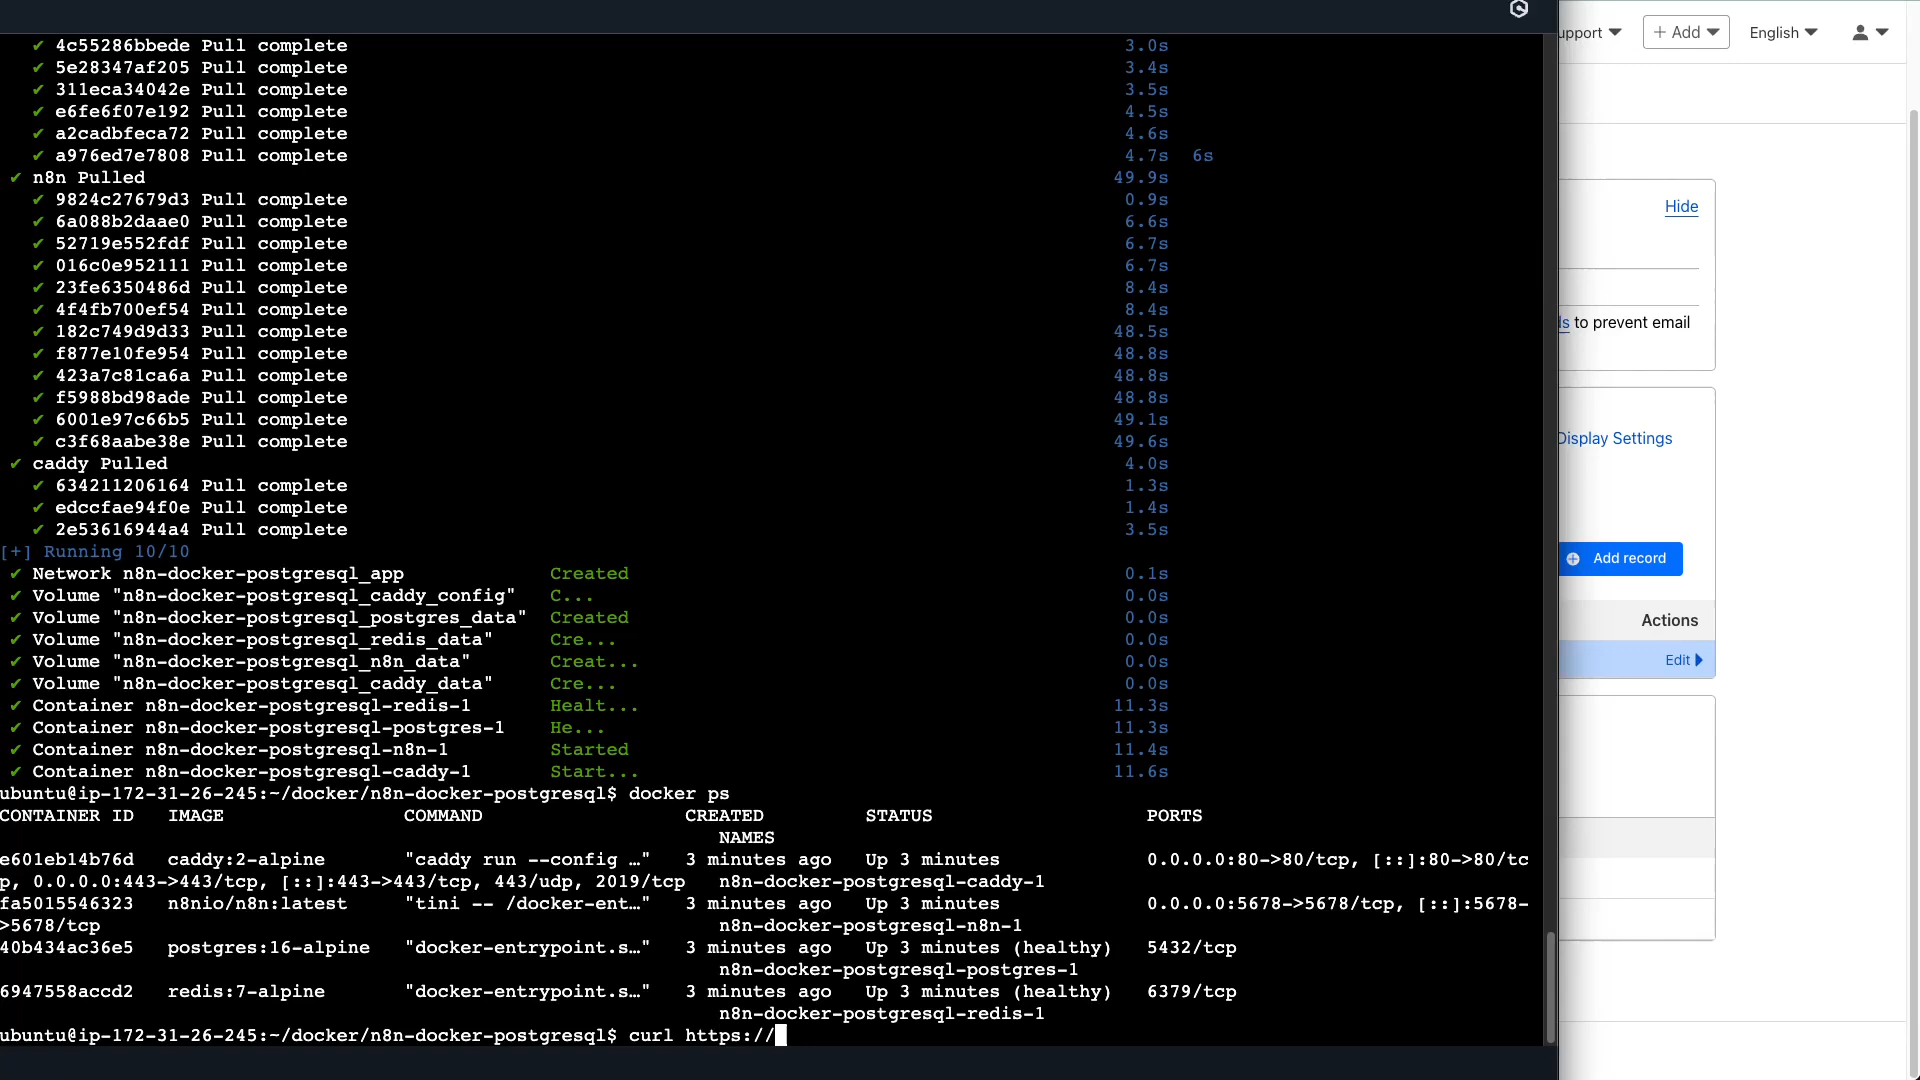 ✔ 4c55286bbede Pull complete 3.0s
✔ 5e28347af205 Pull complete 3.4s
✔ 311eca34042e Pull complete 3.5s
✔ e6fe6f07e192 Pull complete 4.5s
✔ a2cadbfeca72 Pull complete 4.6s
✔ a976ed7e7808 Pull complete 4.7s 6s
✔ n8n Pulled 49.9s
✔ 9824c27679d3 Pull complete 0.9s
✔ 6a088b2daae0 Pull complete 6.6s
✔ 52719e552fdf Pull complete 6.7s
✔ 016c0e952111 Pull complete 6.7s
✔ 23fe6350486d Pull complete 8.4s
✔ 4f4fb700ef54 Pull complete 8.4s
✔ 182c749d9d33 Pull complete 48.5s
✔ f877e10fe954 Pull complete 48.8s
✔ 423a7c81ca6a Pull complete 48.8s
✔ f5988bd98ade Pull complete 48.8s
✔ 6001e97c66b5 Pull complete 49.1s
✔ c3f68aabe38e Pull complete 49.6s
✔ caddy Pulled 4.0s
✔ 634211206164 Pull complete 1.3s
✔ edccfae94f0e Pull complete 1.4s
✔ 2e53616944a4 Pull complete 3.5s
[+] Running 10/10
✔ Network n8n-docker-postgresql_app Created 0.1s
✔ Volume "n8n-docker-postgresql_caddy_config" C... 0.0s
✔ Volume "n8n-docker-postgresql_postgres_data" Created 0.0s
✔ Volume "n8n-docker-postgresql_redis_data" Cre... 0.0s
✔ Volume "n8n-docker-postgresql_n8n_data" Creat... 0.0s
✔ Volume "n8n-docker-postgresql_caddy_data" Cre... 0.0s
✔ Container n8n-docker-postgresql-redis-1 Healt... 11.3s
✔ Container n8n-docker-postgresql-postgres-1 He... 11.3s
✔ Container n8n-docker-postgresql-n8n-1 Started 11.4s
✔ Container n8n-docker-postgresql-caddy-1 Start... 11.6s
ubuntu@ip-172-31-26-245:~/docker/n8n-docker-postgresql$ docker ps
CONTAINER ID IMAGE COMMAND CREATED STATUS PORTS
NAMES
e601eb14b76d caddy:2-alpine "caddy run --config …" 3 minutes ago Up 3 minutes 0.0.0.0:80->80/tcp, [::]:80->80/tc
p, 0.0.0.0:443->443/tcp, [::]:443->443/tcp, 443/udp, 2019/tcp n8n-docker-postgresql-caddy-1
fa5015546323 n8nio/n8n:latest "tini -- /docker-ent…" 3 minutes ago Up 3 minutes 0.0.0.0:5678->5678/tcp, [::]:5678-
>5678/tcp n8n-docker-postgresql-n8n-1
40b434ac36e5 postgres:16-alpine "docker-entrypoint.s…" 3 minutes ago Up 3 minutes (healthy) 5432/tcp
n8n-docker-postgresql-postgres-1
6947558accd2 redis:7-alpine "docker-entrypoint.s…" 3 minutes ago Up 3 minutes (healthy) 6379/tcp
n8n-docker-postgresql-redis-1
ubuntu@ip-172-31-26-245:~/docker/n8n-docker-postgresql$ curl https://
upport + Add English
Hide
ds to prevent email
Display Settings
Add record
Actions
Edit